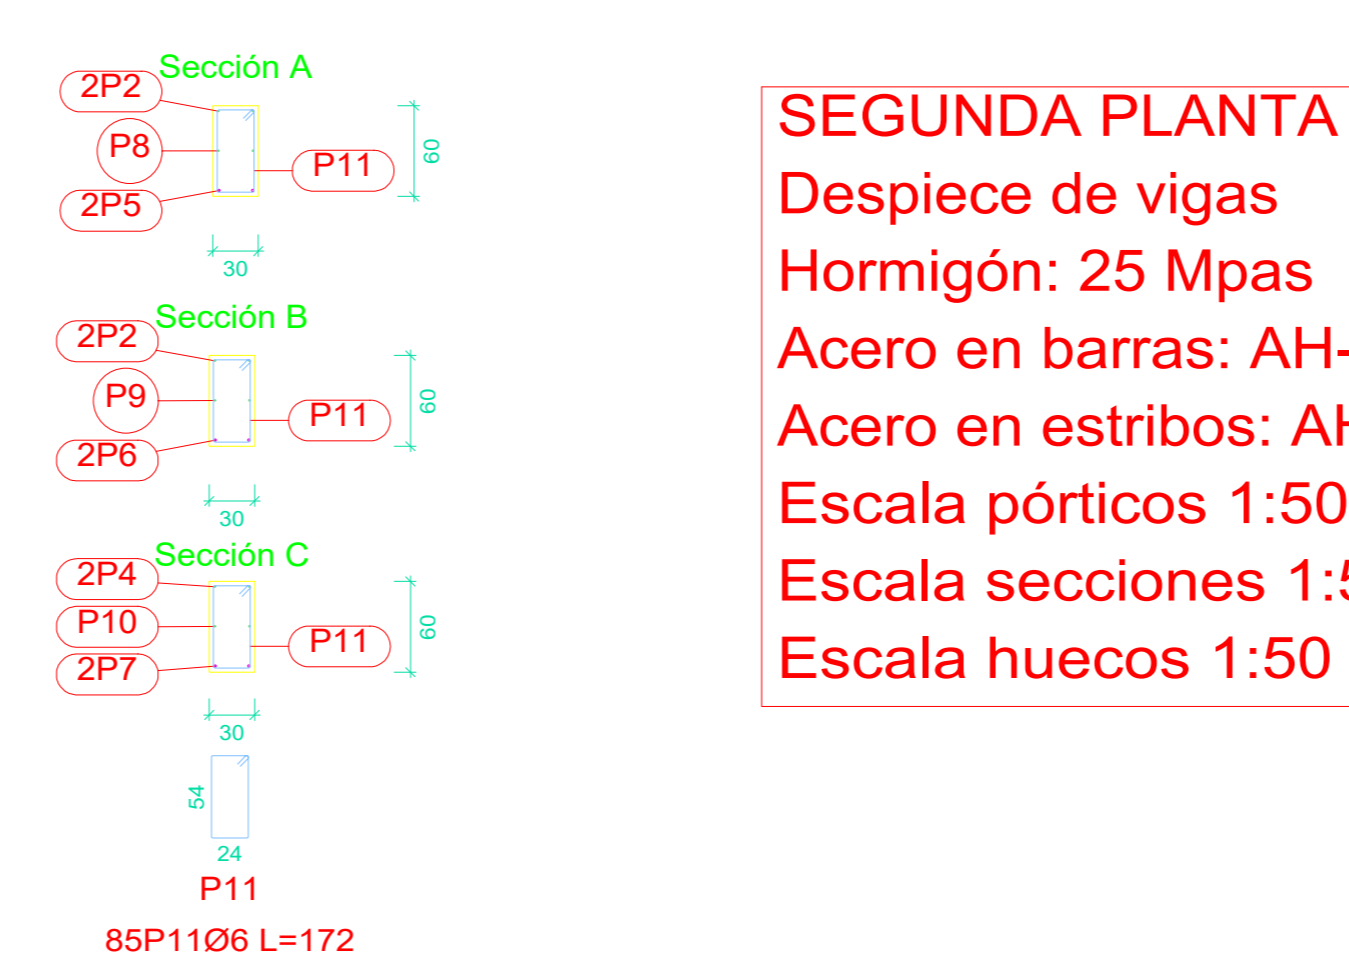 Sección A
2P2
P8
2P5
P11
60
30
Sección B
2P2
P9
2P6
P11
60
30
Sección C
2P4
P10
2P7
P11
60
30
54
24
P11
85P11Ø6 L=172
SEGUNDA PLANTA
Despiece de vigas
Hormigón: 25 Mpas
Acero en barras: AH-
Acero en estribos:
Escala pórticos 1:50
Escala secciones
Escala huecos 1:50